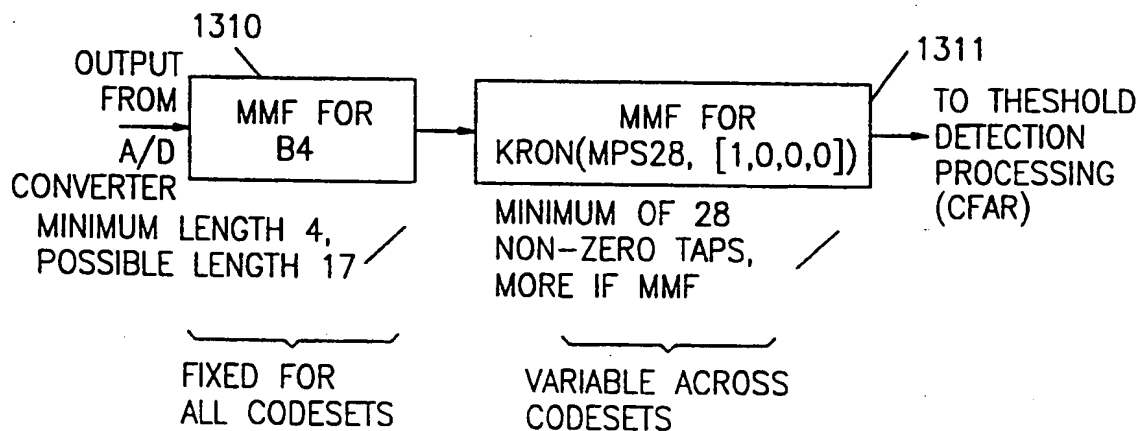 1310
OUTPUT
FROM
A/D
CONVERTER
MMF FOR
B4
MMF FOR
KRON(MPS28, [1,0,0,0])
1311
TO THESHOLD
DETECTION
PROCESSING
(CFAR)
MINIMUM LENGTH 4,
POSSIBLE LENGTH 17
MINIMUM OF 28
NON-ZERO TAPS,
MORE IF MMF
FIXED FOR
ALL CODESETS
VARIABLE ACROSS
CODESETS